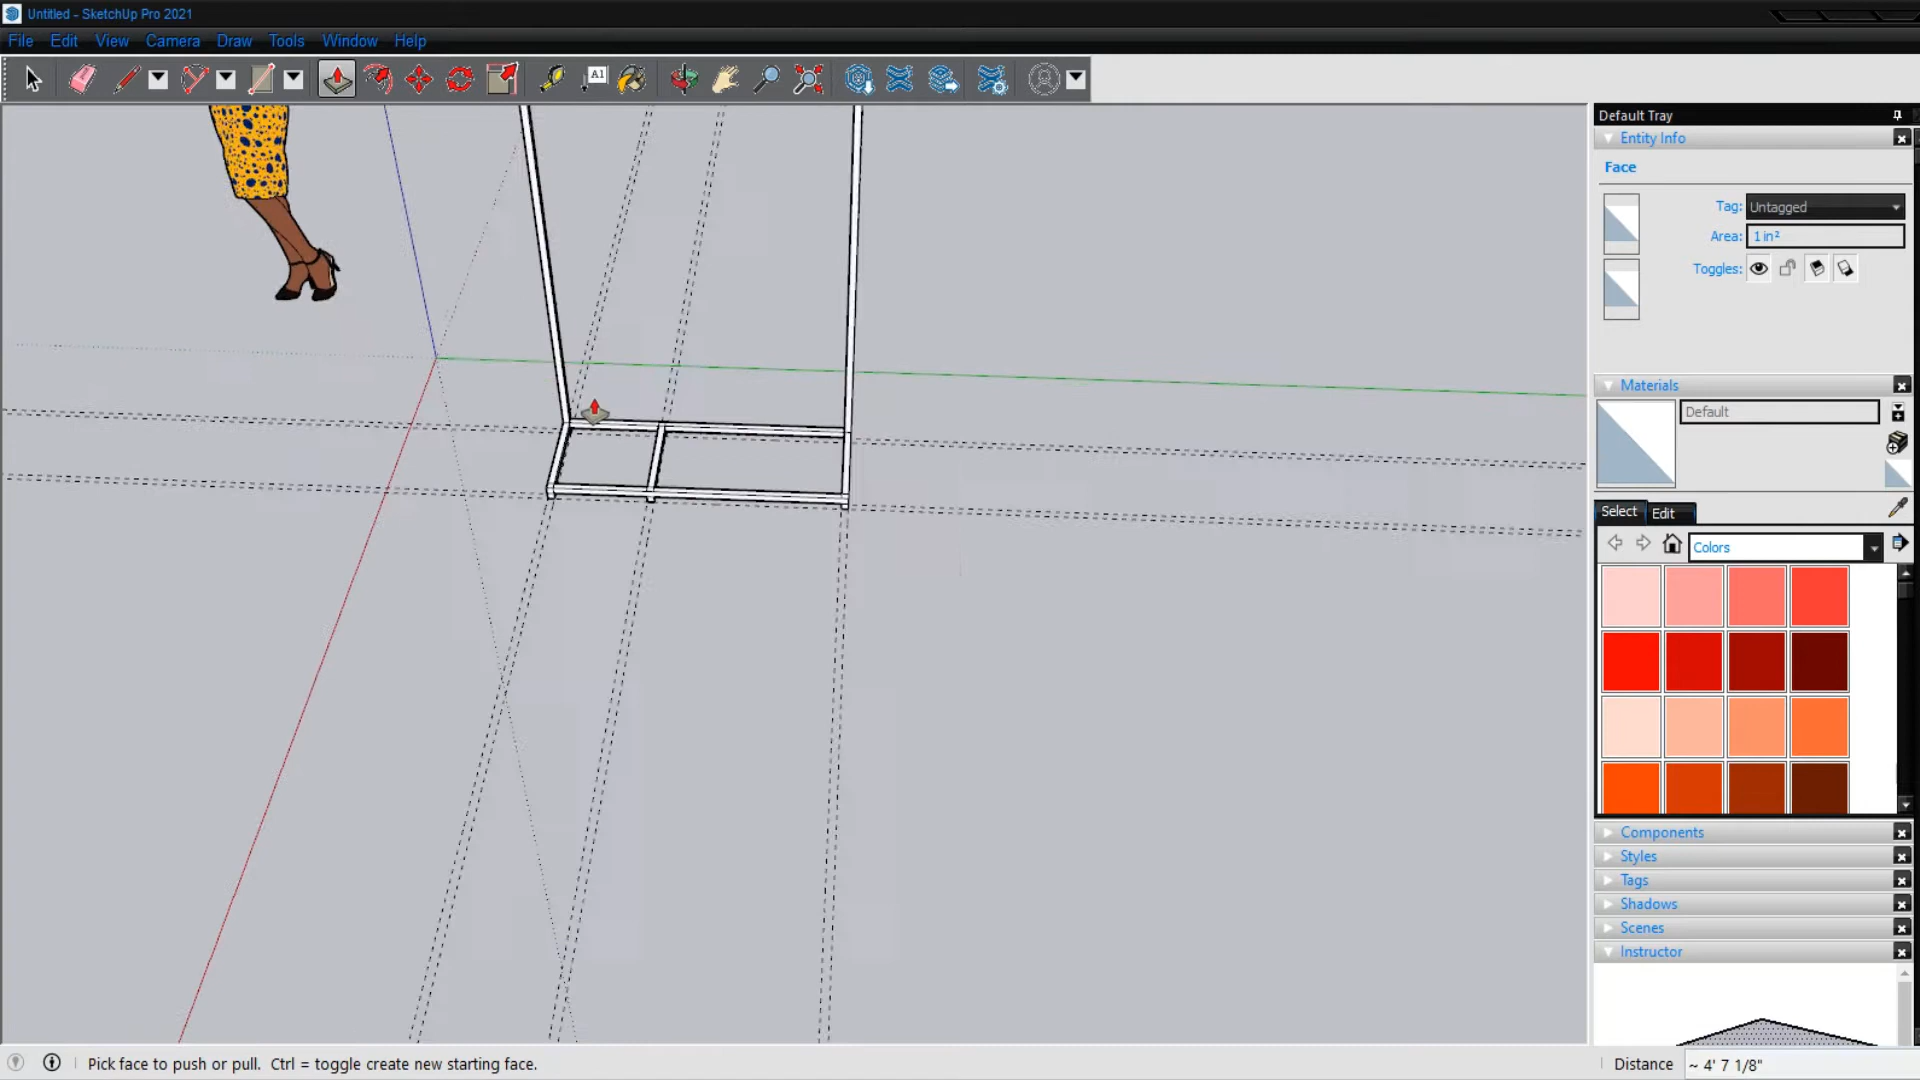 Untitled - SketchUp Pro 2021
File Edit View Camera Draw Tools Window Help
A1
Default Tray
Entity Info
Face
Tag: Untagged
Area: 1 in²
Toggles:
Materials
Default
Select Edit
Colors
Components
Styles
Tags
Shadows
Scenes
Instructor
Pick face to push or pull. Ctrl = toggle create new starting face.
Distance ~ 4' 7 1/8"